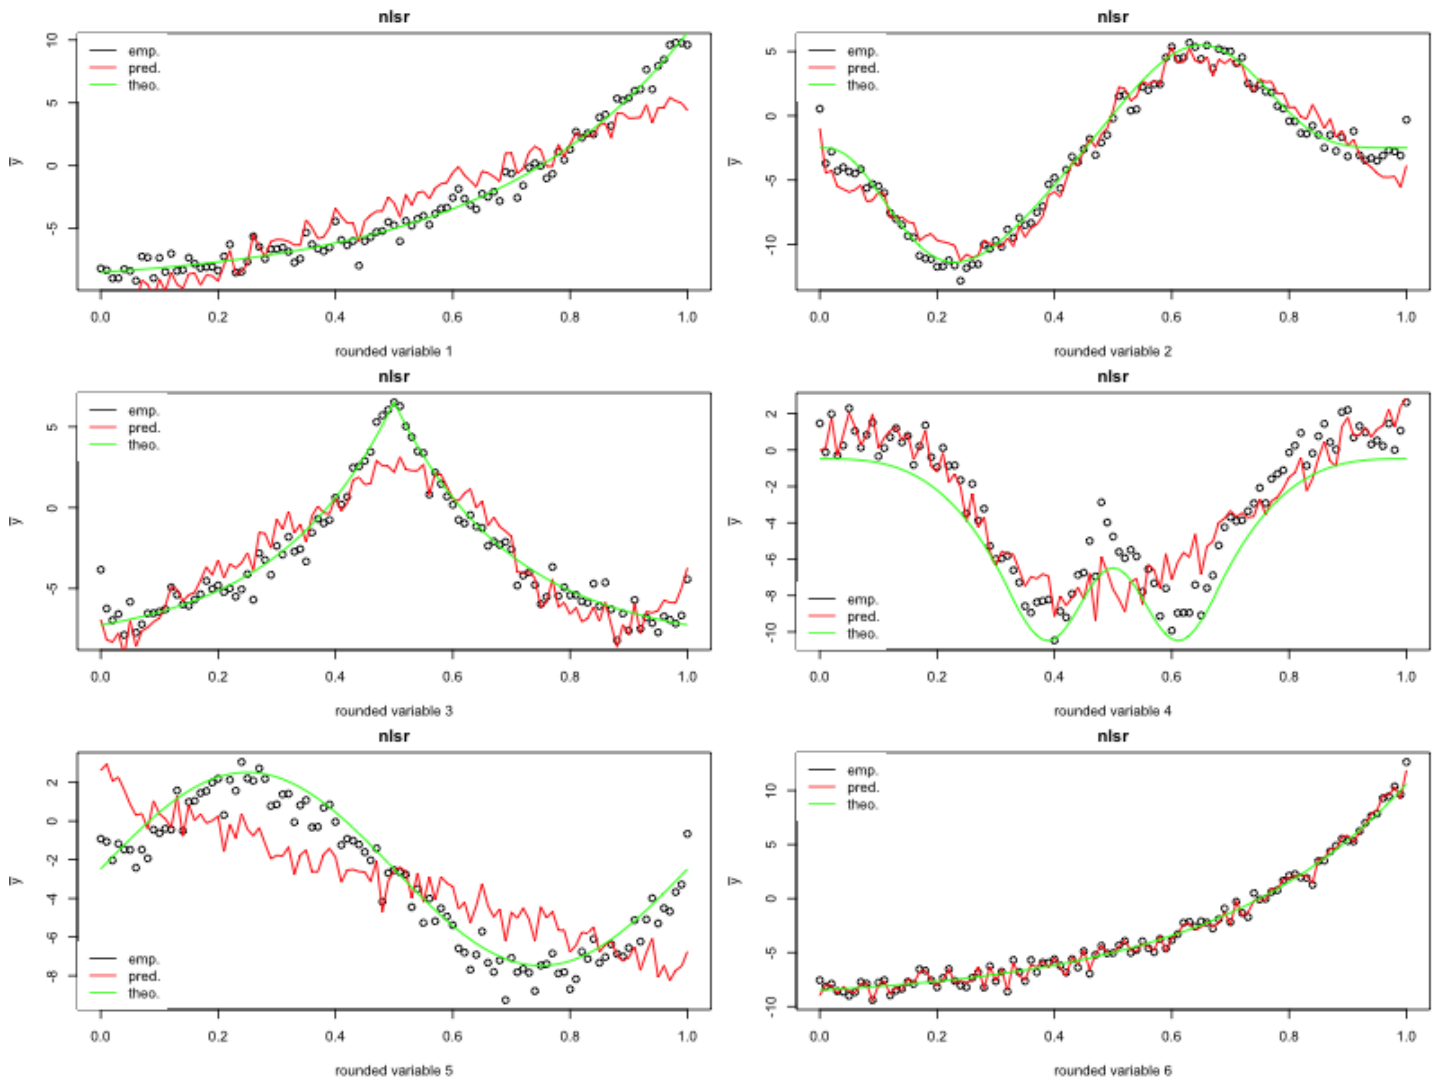 nlsr
emp.
pred.
theo.
10
5
0
-5
y
0.0 0.2 0.4 0.6 0.8 1.0
rounded variable 1
nlsr
emp.
pred.
theo.
5
0
-5
-10
y
0.0 0.2 0.4 0.6 0.8 1.0
rounded variable 2
nlsr
emp.
pred.
theo.
5
0
-5
y
0.0 0.2 0.4 0.6 0.8 1.0
rounded variable 3
nlsr
2
0
-2
-4
-6
-8
-10
y
emp.
pred.
theo.
0.0 0.2 0.4 0.6 0.8 1.0
rounded variable 4
nlsr
2
0
-2
-4
-6
-8
y
emp.
pred.
theo.
0.0 0.2 0.4 0.6 0.8 1.0
rounded variable 5
nlsr
emp.
pred.
theo.
10
5
0
-5
-10
y
0.0 0.2 0.4 0.6 0.8 1.0
rounded variable 6